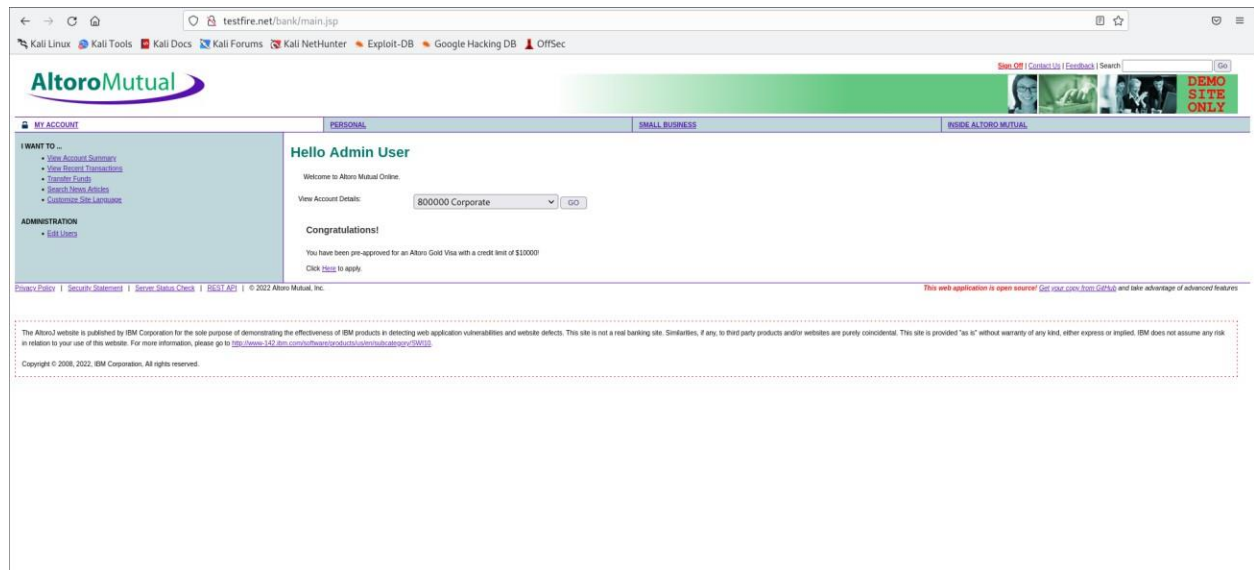 testfire.net/bank/main.jsp
Kali Linux Kali Tools Kali Docs Kali Forums Kali NetHunter Exploit-DB Google Hacking DB OffSec
Sign Off | Contact Us | Feedback | Search Go
AltoroMutual
DEMO
SITE
ONLY
MY ACCOUNT PERSONAL SMALL BUSINESS INSIDE ALTORO MUTUAL
I WANT TO ...
• View Account Summary
• View Recent Transactions
• Transfer Funds
• Search News Articles
• Customize Site Language
ADMINISTRATION
• Edit Users
Hello Admin User
Welcome to Altoro Mutual Online.
View Account Details: 800000 Corporate GO
Congratulations!
You have been pre-approved for an Altoro Gold Visa with a credit limit of $10000!
Click Here to apply.
Privacy Policy | Security Statement | Server Status Check | REST API | © 2022 Altoro Mutual, Inc. This web application is open source! Get your copy from GitHub and take advantage of advanced features
The AltoroJ website is published by IBM Corporation for the sole purpose of demonstrating the effectiveness of IBM products in detecting web application vulnerabilities and website defects. This site is not a real banking site. Similarities, if any, to third party products and/or websites are purely coincidental. This site is provided "as is" without warranty of any kind, either express or implied. IBM does not assume any risk
in relation to your use of this website. For more information, please go to http://www-142.ibm.com/software/products/us/en/subcategory/SWI10.
Copyright © 2008, 2022, IBM Corporation, All rights reserved.